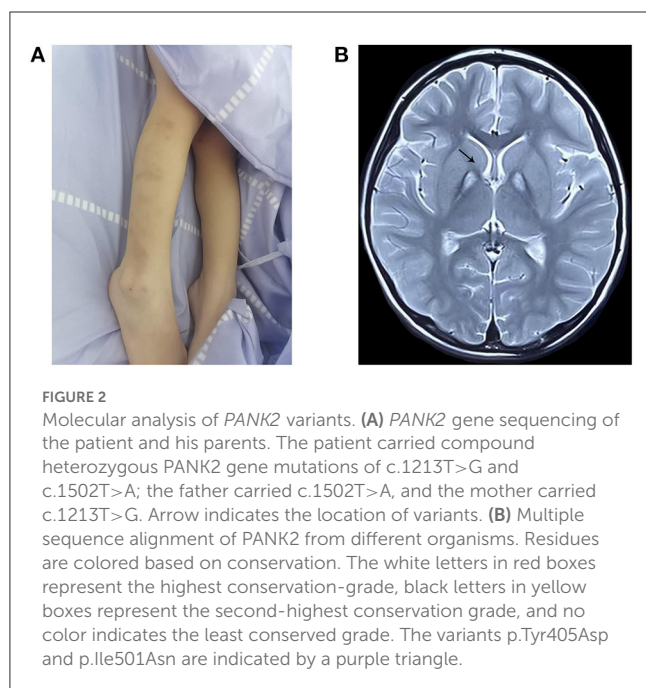 A
B
FIGURE 2
Molecular analysis of PANK2 variants. (A) PANK2 gene sequencing of
the patient and his parents. The patient carried compound
heterozygous PANK2 gene mutations of c.1213T>G and
c.1502T>A; the father carried c.1502T>A, and the mother carried
c.1213T>G. Arrow indicates the location of variants. (B) Multiple
sequence alignment of PANK2 from different organisms. Residues
are colored based on conservation. The white letters in red boxes
represent the highest conservation-grade, black letters in yellow
boxes represent the second-highest conservation grade, and no
color indicates the least conserved grade. The variants p.Tyr405Asp
and p.Ile501Asn are indicated by a purple triangle.